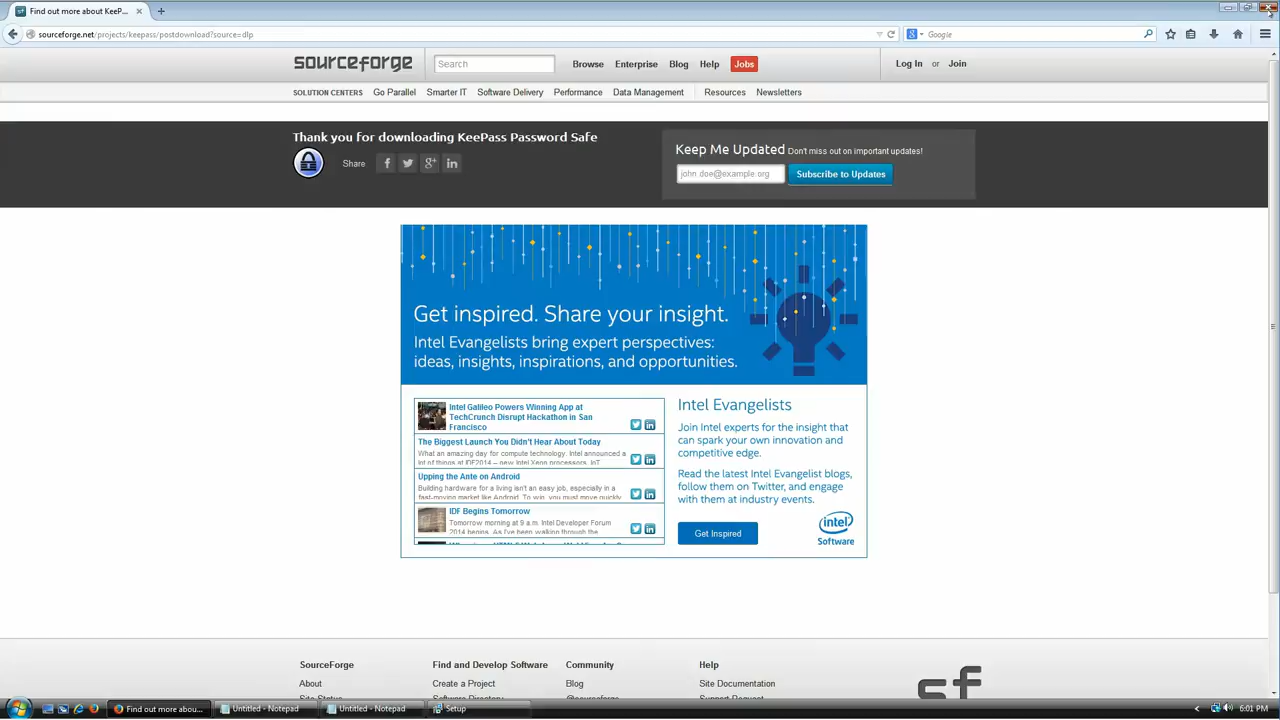 Find out more about KeeP...
sourceforge.net/projects/keepass/postdownload?source=dlp
Google
sourceforge
Search
Browse Enterprise Blog Help Jobs
Log In or Join
SOLUTION CENTERS Go Parallel Smarter IT Software Delivery Performance Data Management Resources Newsletters
Thank you for downloading KeePass Password Safe
Share
Keep Me Updated Don't miss out on important updates!
john.doe@example.org
Subscribe to Updates
Get inspired. Share your insight.
Intel Evangelists bring expert perspectives:
ideas, insights, inspirations, and opportunities.
Intel Galileo Powers Winning App at
TechCrunch Disrupt Hackathon in San
Francisco
The Biggest Launch You Didn't Hear About Today
What an amazing day for compute technology. Intel announced a
lot of things at IDF2014 – new Intel Xeon processors, IoT
Upping the Ante on Android
Building hardware for a living isn't an easy job, especially in a
fast-moving market like Android. To win, you must move quickly
IDF Begins Tomorrow
Tomorrow morning at 9 a.m. Intel Developer Forum
2014 begins. As I've been walking through the
Intel Evangelists
Join Intel experts for the insight that
can spark your own innovation and
competitive edge.
Read the latest Intel Evangelist blogs,
follow them on Twitter, and engage
with them at industry events.
Get Inspired
intel
Software
SourceForge
About
Site Status
Find and Develop Software
Create a Project
Software Directory
Community
Blog
@sourceforge
Help
Site Documentation
Support Request
sf
Find out more abou...
Untitled - Notepad
Untitled - Notepad
Setup
6:01 PM